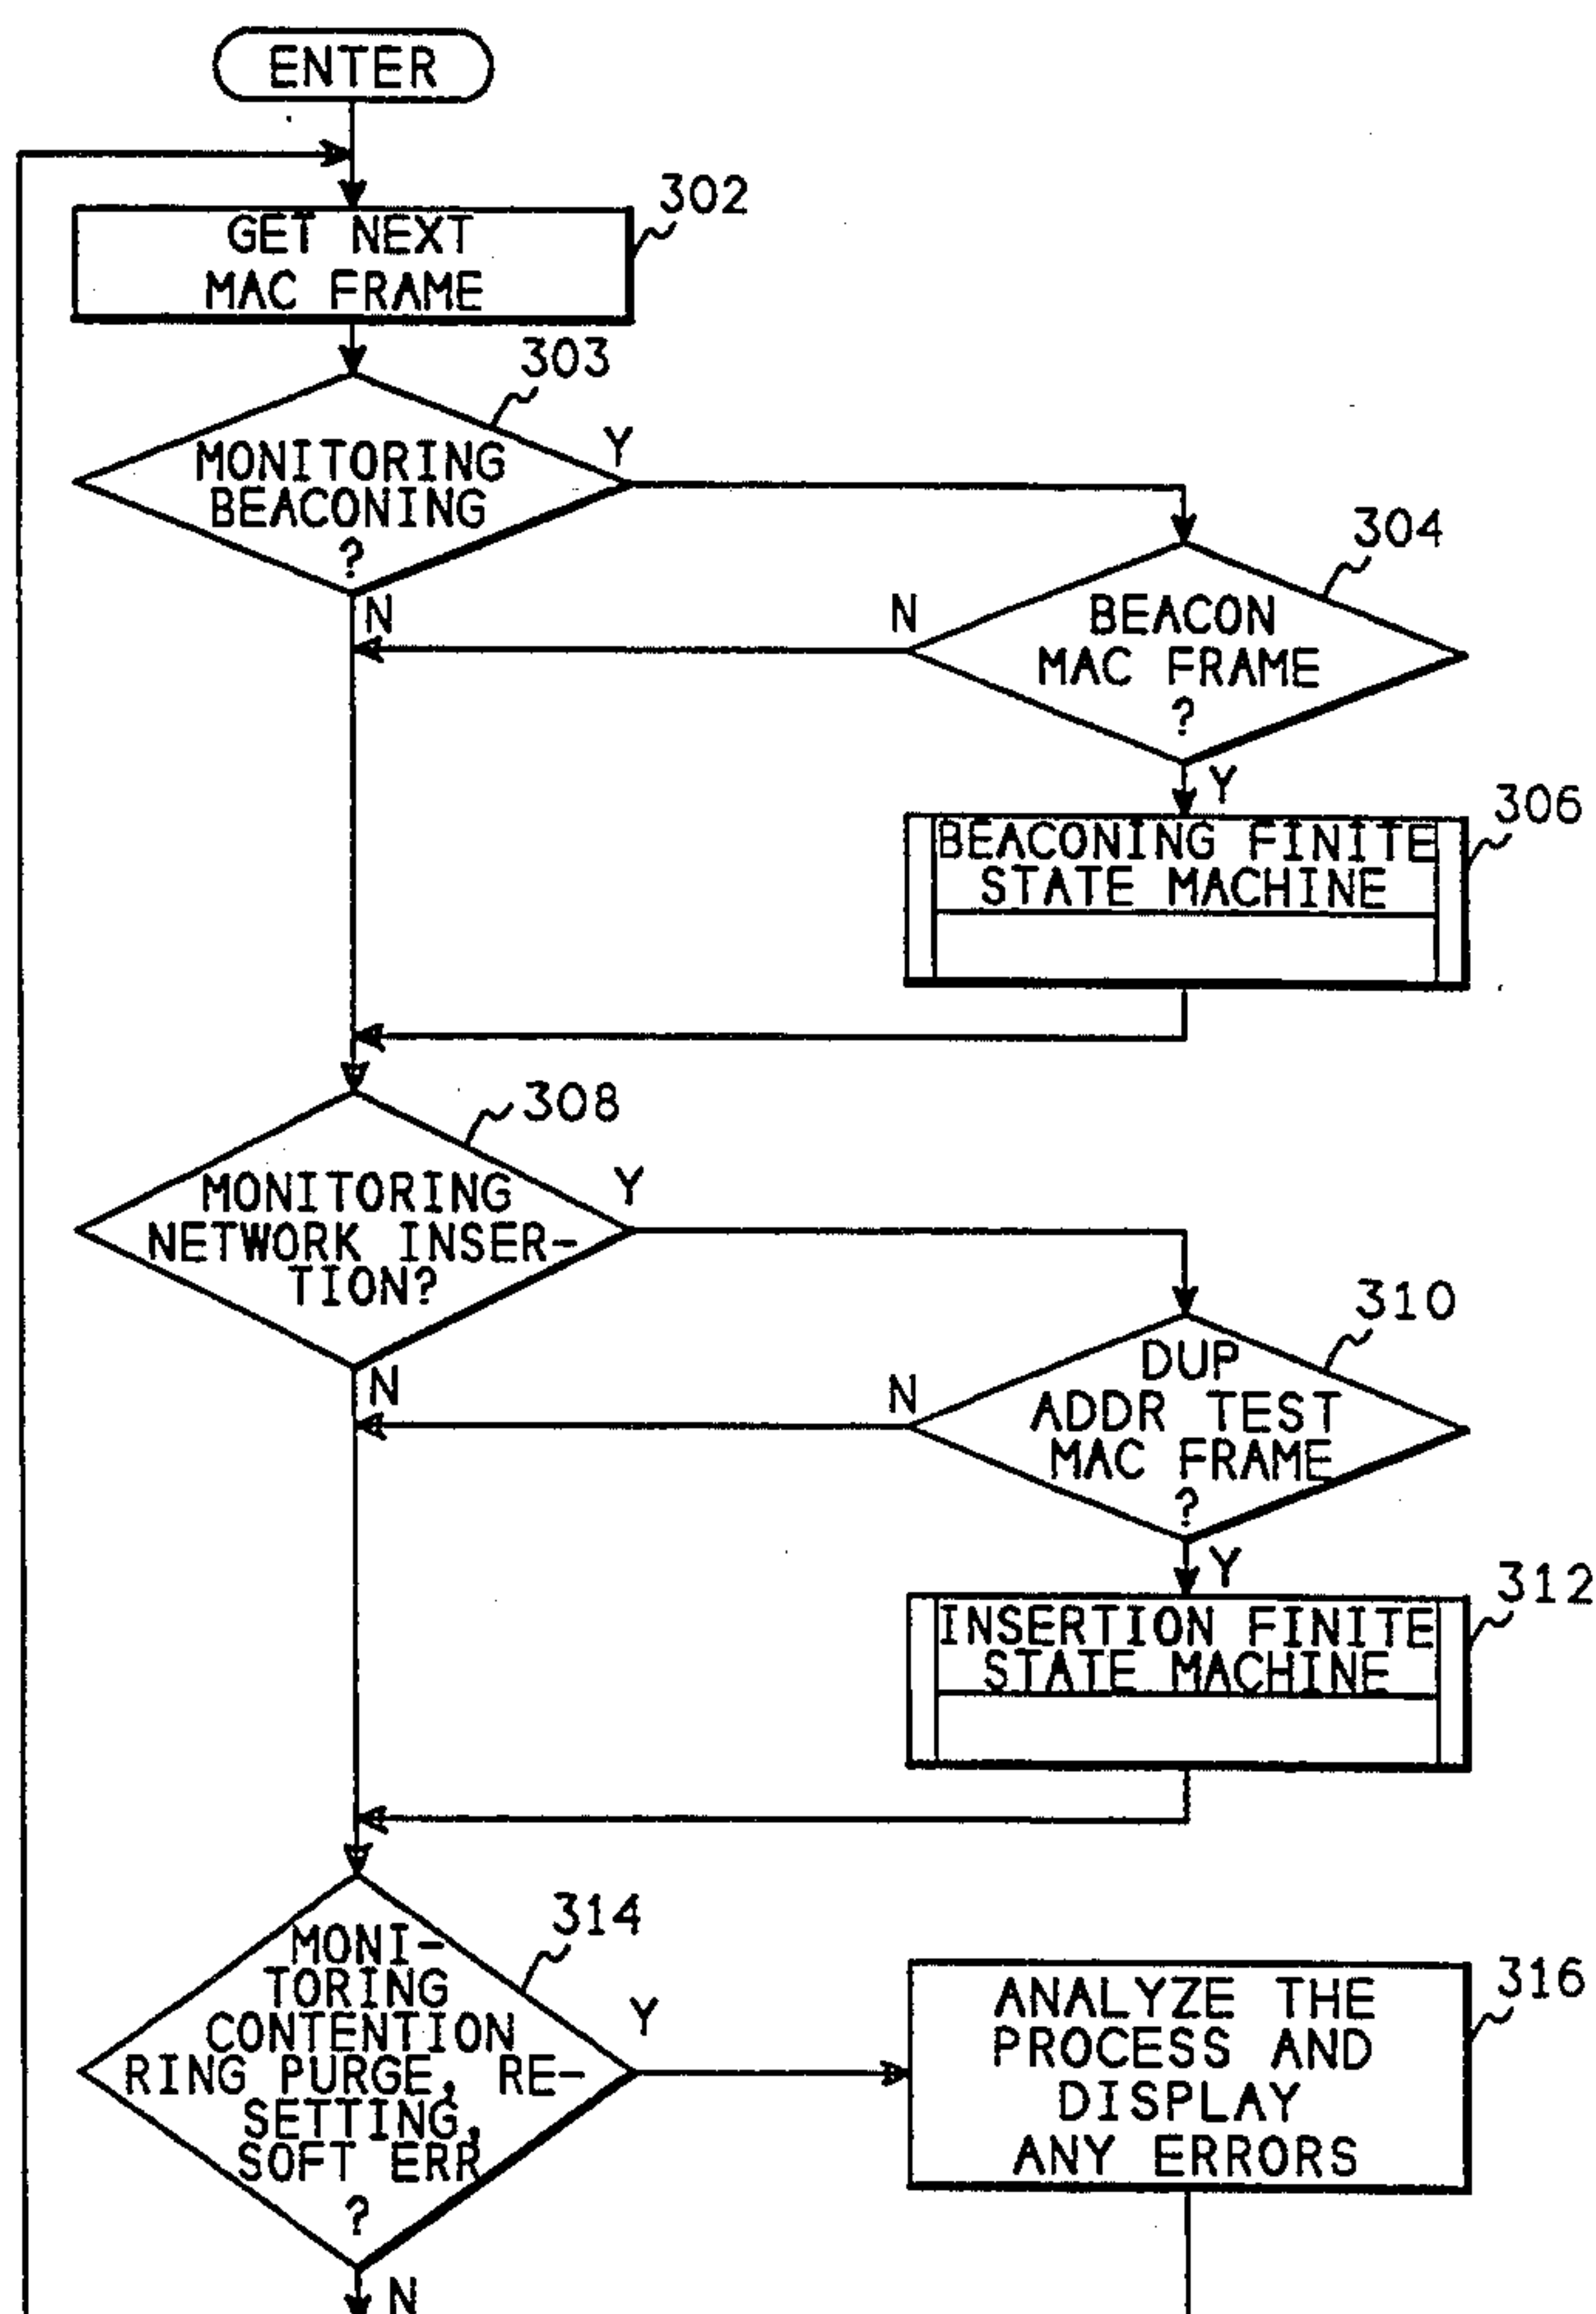 ENTER
302
GET NEXT
MAC FRAME
303
MONITORING
BEACONING
?
Y
N
304
BEACON
MAC FRAME
?
N
Y
306
BEACONING FINITE
STATE MACHINE
308
MONITORING
NETWORK INSER-
TION?
Y
N
310
DUP
ADDR TEST
MAC FRAME
?
N
Y
312
INSERTION FINITE
STATE MACHINE
314
MONI-
TORING
CONTENTION
RING PURGE, RE-
SETTING,
SOFT ERR
?
Y
N
316
ANALYZE THE
PROCESS AND
DISPLAY
ANY ERRORS